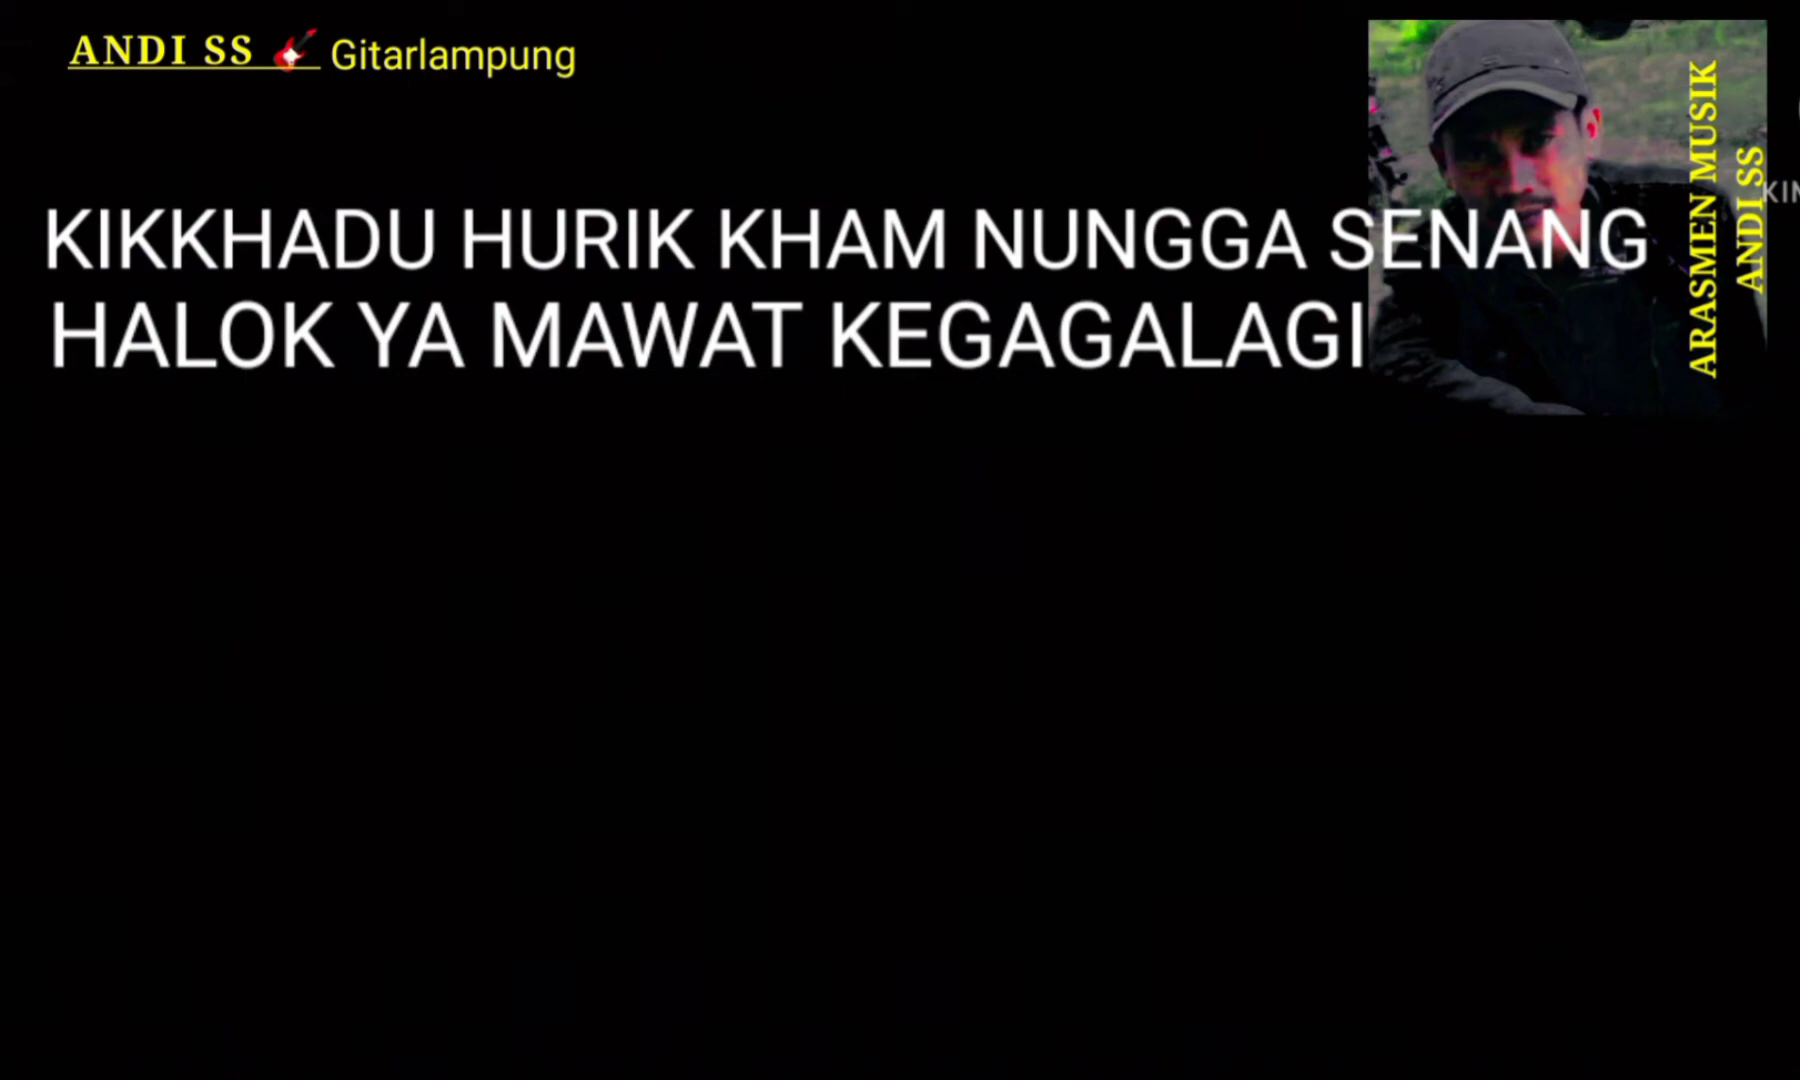 ANDI SS 🎸 Gitarlampung
KIKKHADU HURIK KHAM NUNGGA SENANG
HALOK YA MAWAT KEGAGALAGI
ARASMEN MUSIK
ANDI SS